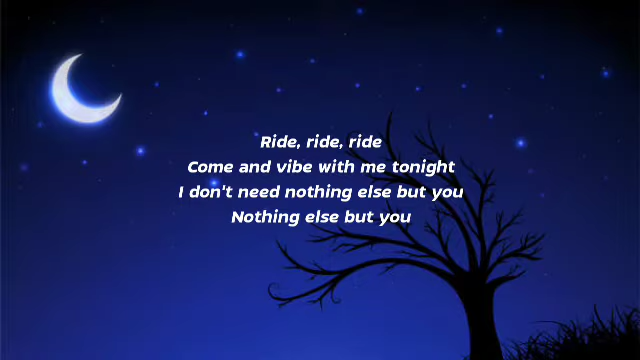 Ride, ride, ride
Come and vibe with me tonight
I don't need nothing else but you
Nothing else but you